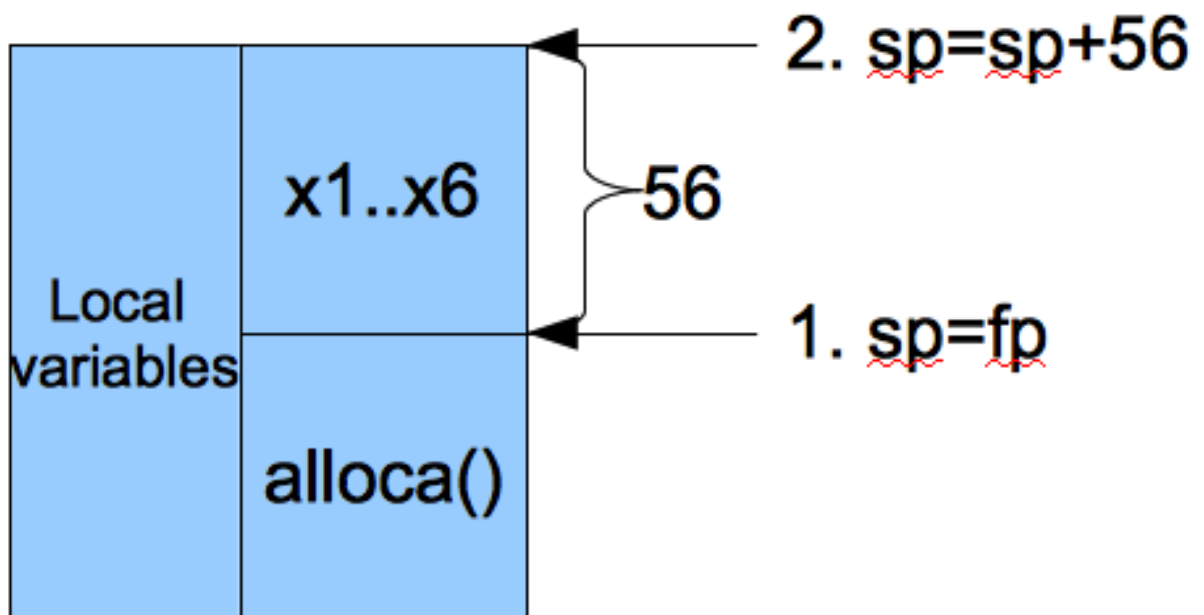 2. sp=sp+56
x1..x6
56
Local
variables
1. sp=fp
alloca()